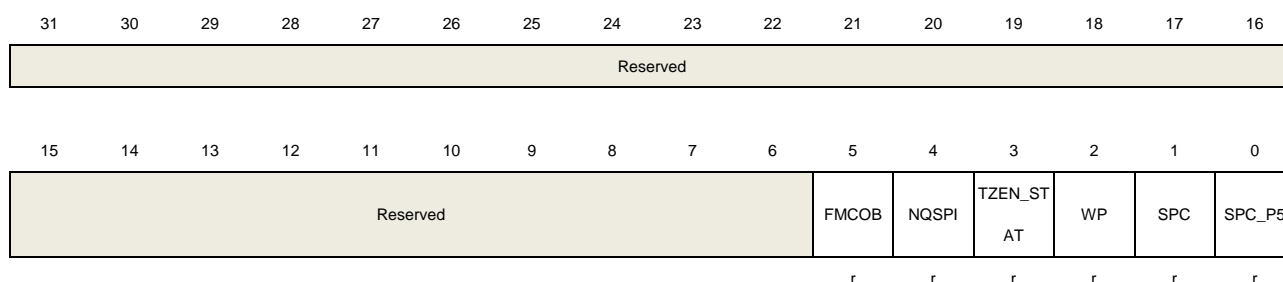 31 30 29 28 27 26 25 24 23 22 21 20 19 18 17 16
Reserved
15 14 13 12 11 10 9 8 7 6 5 4 3 2 1 0
Reserved FMCOB NQSPI TZEN_ST WP SPC SPC_P5
AT
r r r r r r